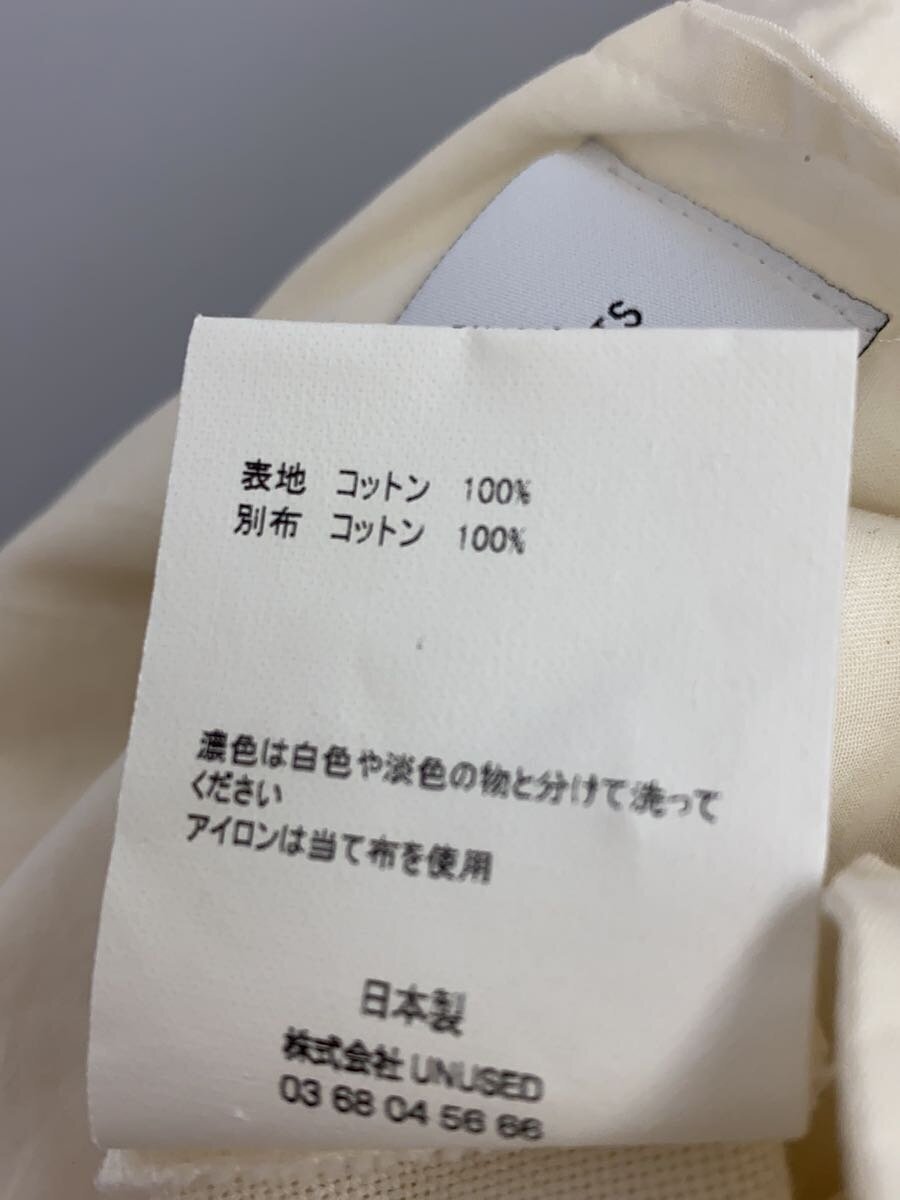 表地 コットン 100%
別布 コットン 100%
濃色は白色や淡色の物と分けて洗って
ください
アイロンは当て布を使用
日本製
株式会社 UNUSED
03 68 04 56 66